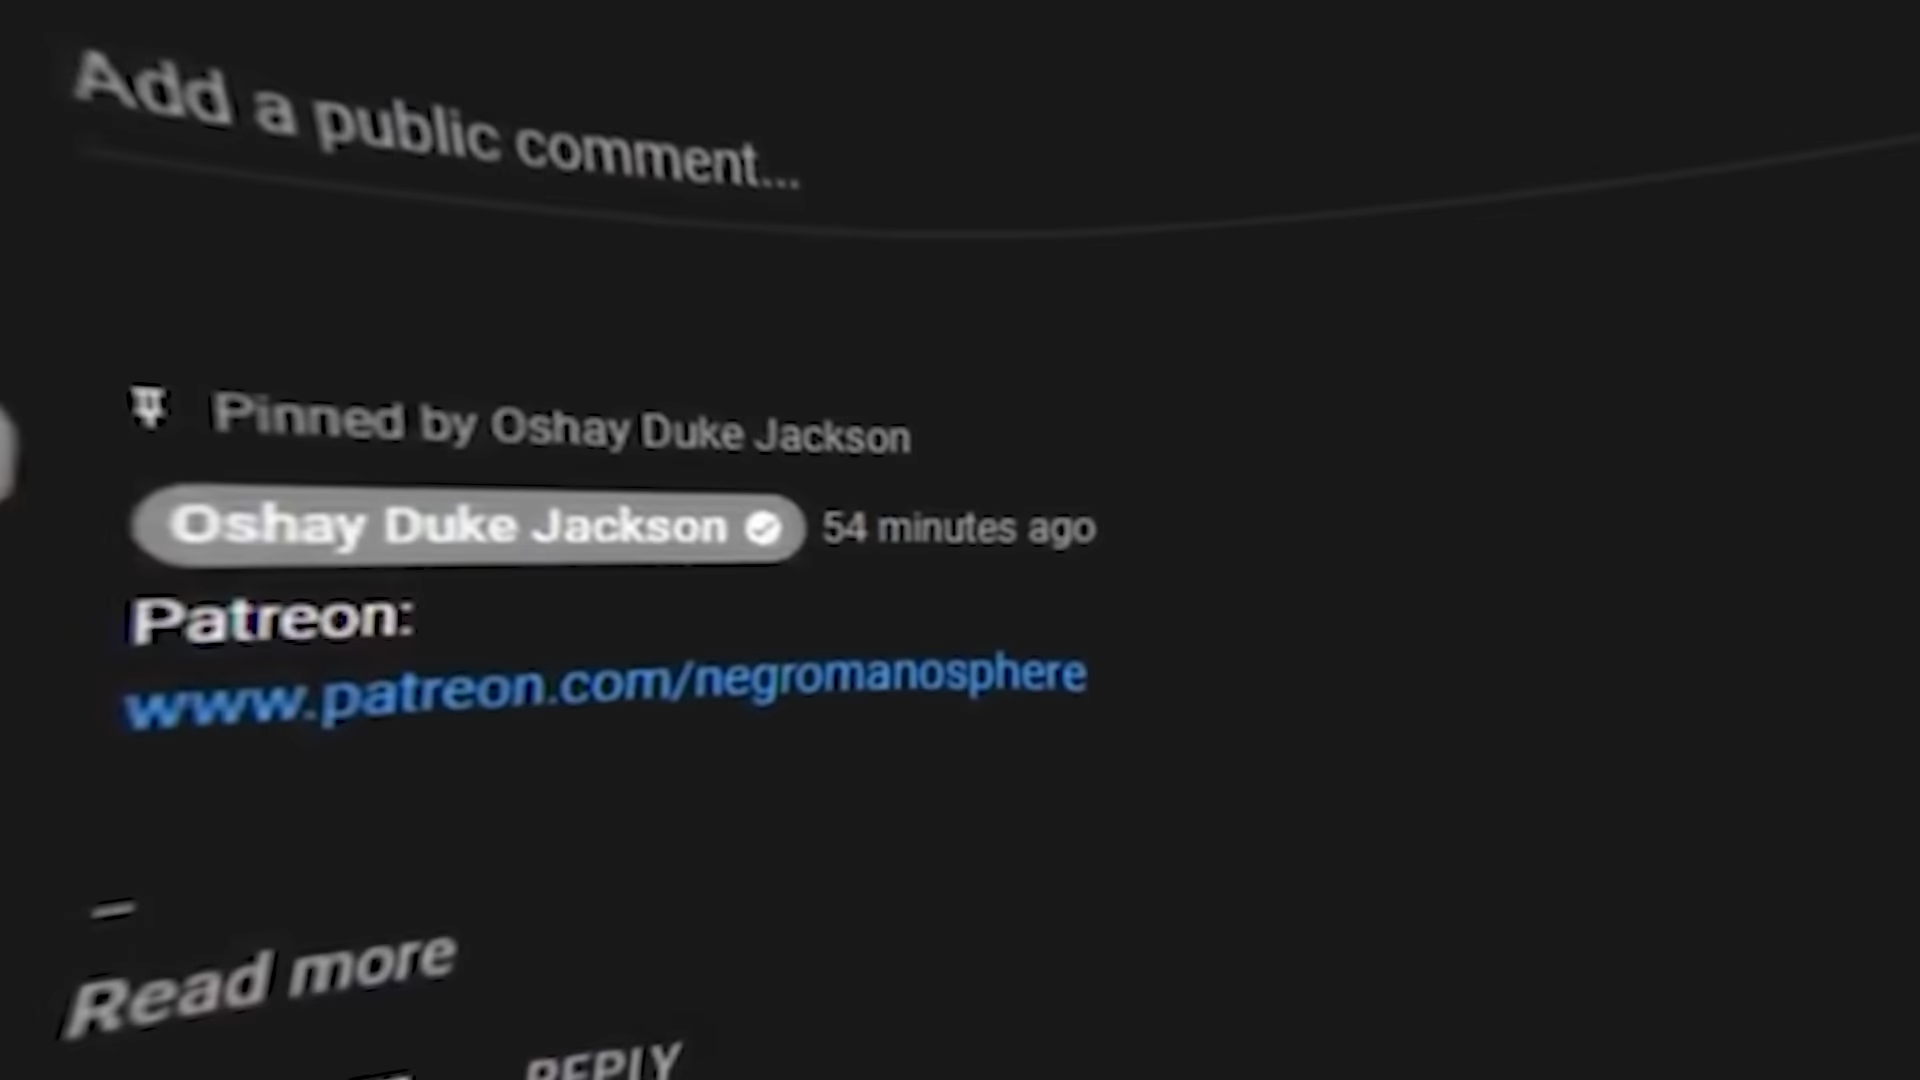 Add a public comment...
Pinned by Oshay Duke Jackson
Oshay Duke Jackson 54 minutes ago
Patreon:
www.patreon.com/negromanosphere
–
Read more
REPLY